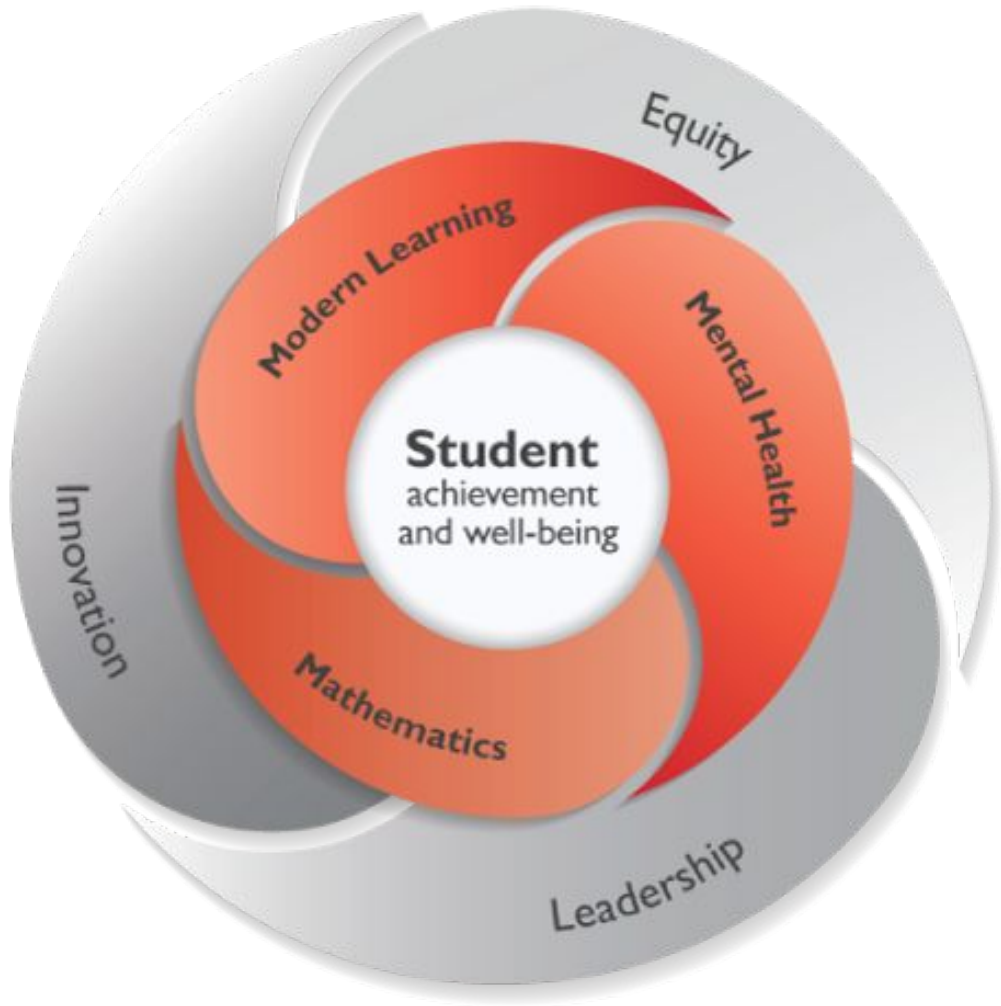 Equity
Modern Learning
Mental Health
Student
achievement
and well-being
Innovation
Mathematics
Leadership